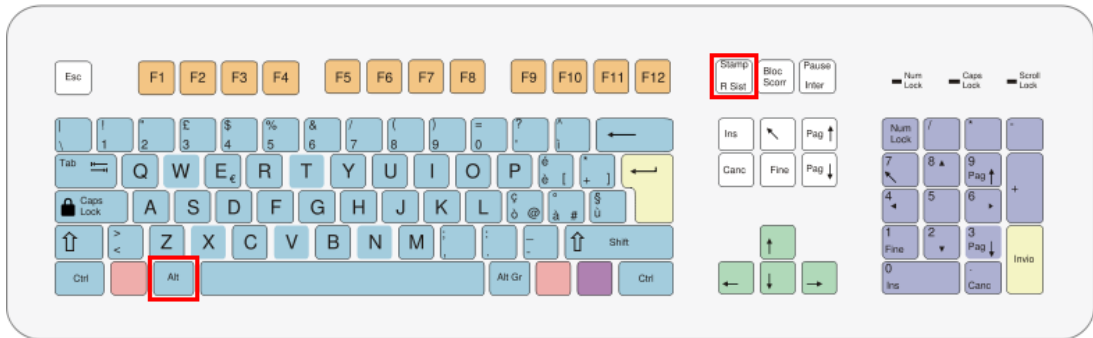 Esc F1 F2 F3 F4 F5 F6 F7 F8 F9 F10 F11 F12 Stamp R Sist Bloc Scorr Pause Inter Num Lock Caps Lock Scroll Lock
| \ ! 1 " 2 £ 3 $ 4 % 5 & 6 / 7 ( 8 ) 9 = 0 ? ' ^ ì ← Ins ↖ Pag ↑ Num Lock / * -
Tab Q W E € R T Y U I O P é è [ * + ] Canc Fine Pag ↓ 7 ↖ 8 ▲ 9 Pag ↑ +
Caps Lock A S D F G H J K L ç ò @ ° à # § ù 4 ◄ 5 6 ►
⇧ > < Z X C V B N M ; , : . _ - ⇧ Shift ↑ 1 Fine 2 ▼ 3 Pag ↓ Invio
Ctrl Alt Alt Gr Ctrl ← ↓ → 0 Ins . Canc